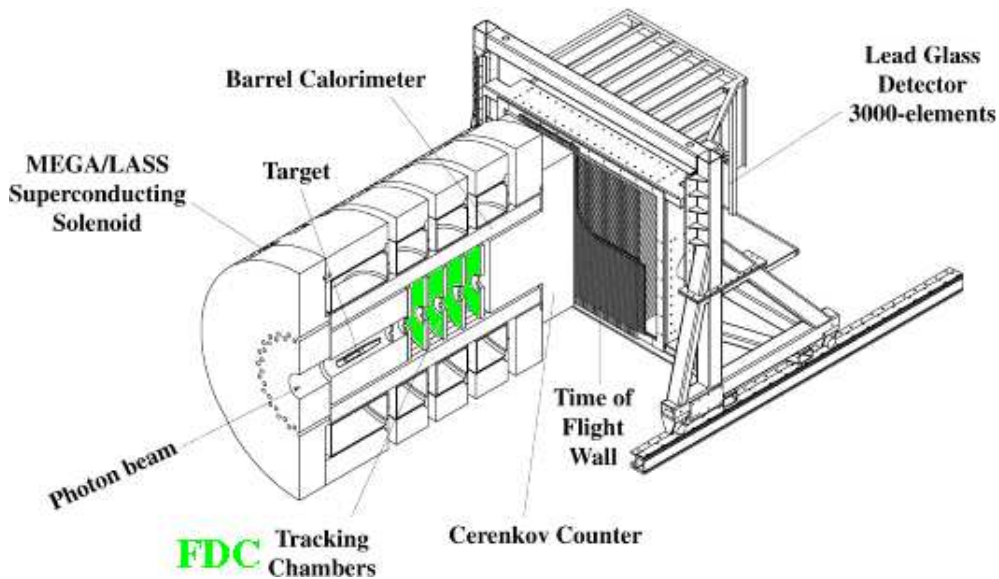 Barrel Calorimeter
Lead Glass
Detector
3000-elements
MEGA/LASS
Superconducting
Solenoid
Target
Time of
Flight
Wall
Photon beam
FDC
Tracking
Chambers
Cerenkov Counter